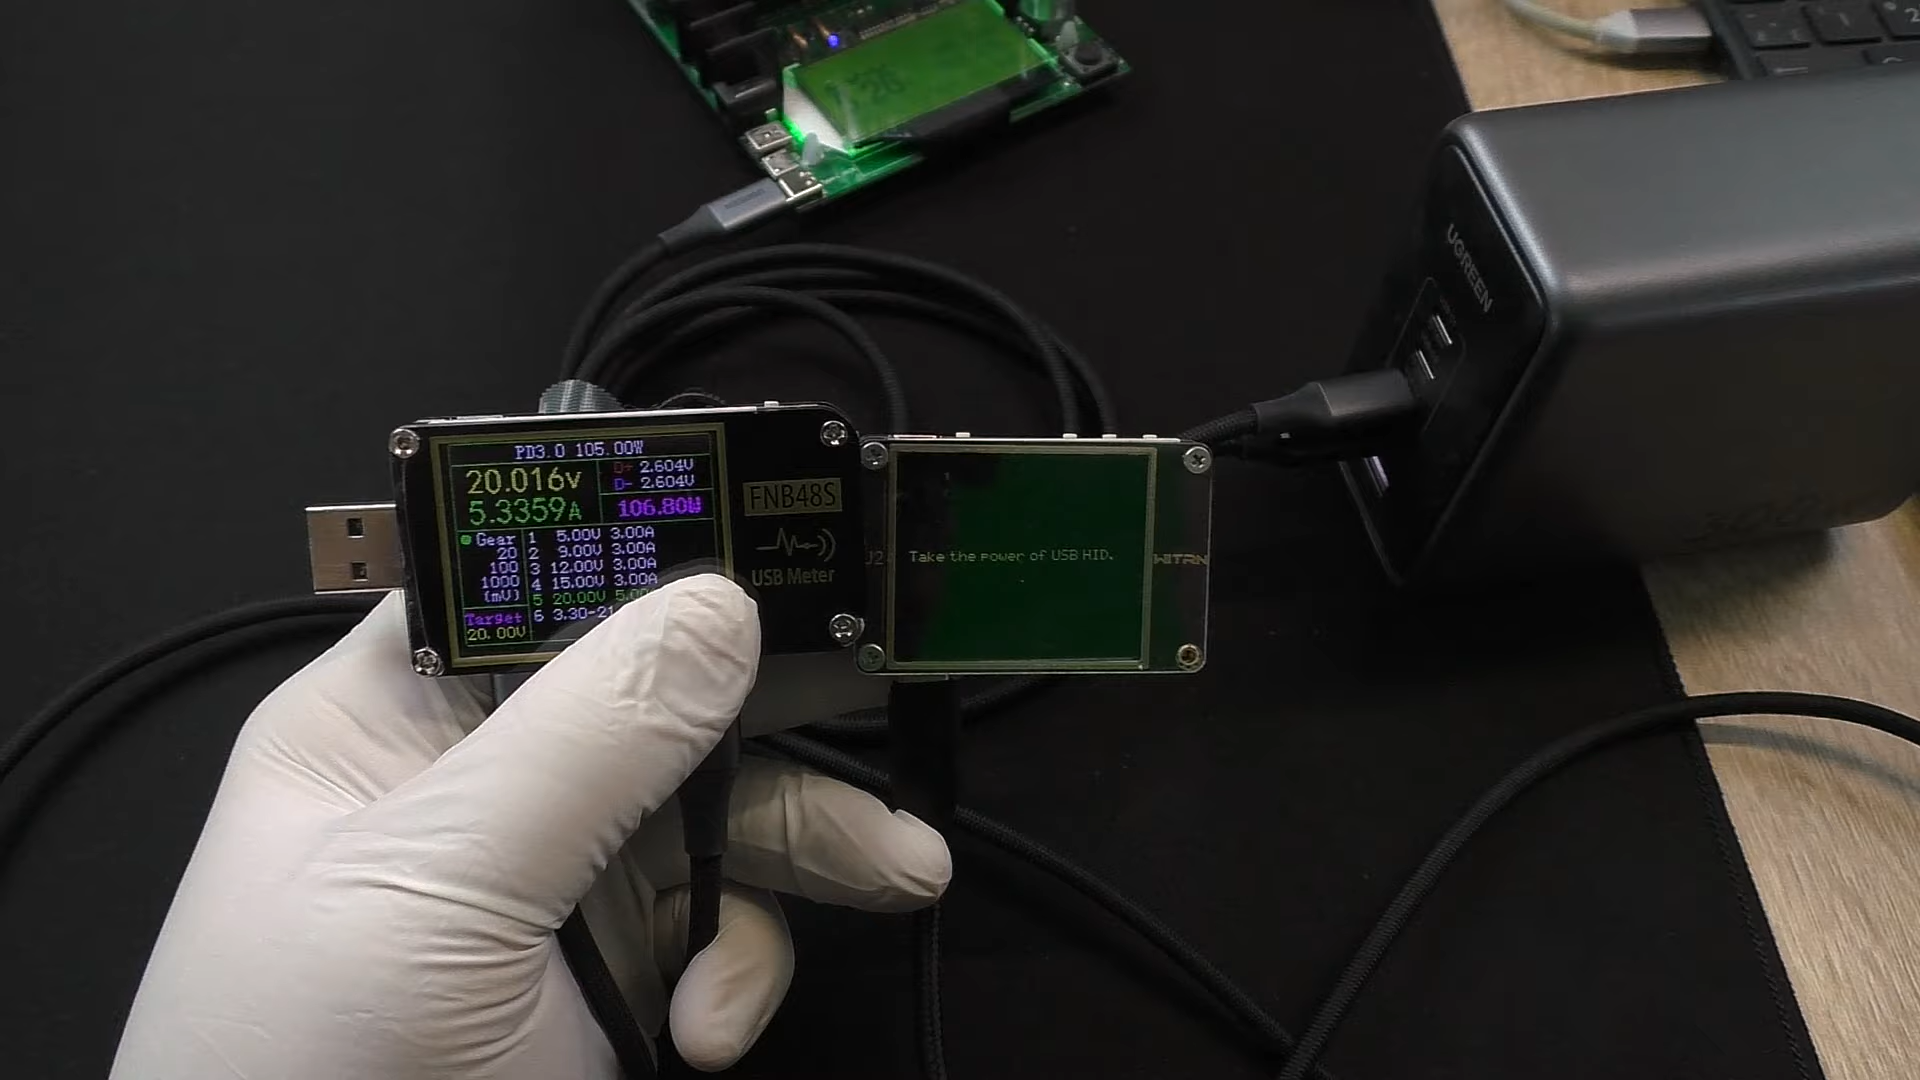 UGREEN
PD3.0 105.00W
20.016V
5.3359A
D+ 2.604V
D- 2.604V
106.80W
Gear
20
100
1000
(mV)
Target
20.00V
1 5.00V 3.00A
2 9.00V 3.00A
3 12.00V 3.00A
4 15.00V 3.00A
5 20.00V
6 3.30-21
FNB48S
USB Meter
Take the power of USB HID.
WITRN